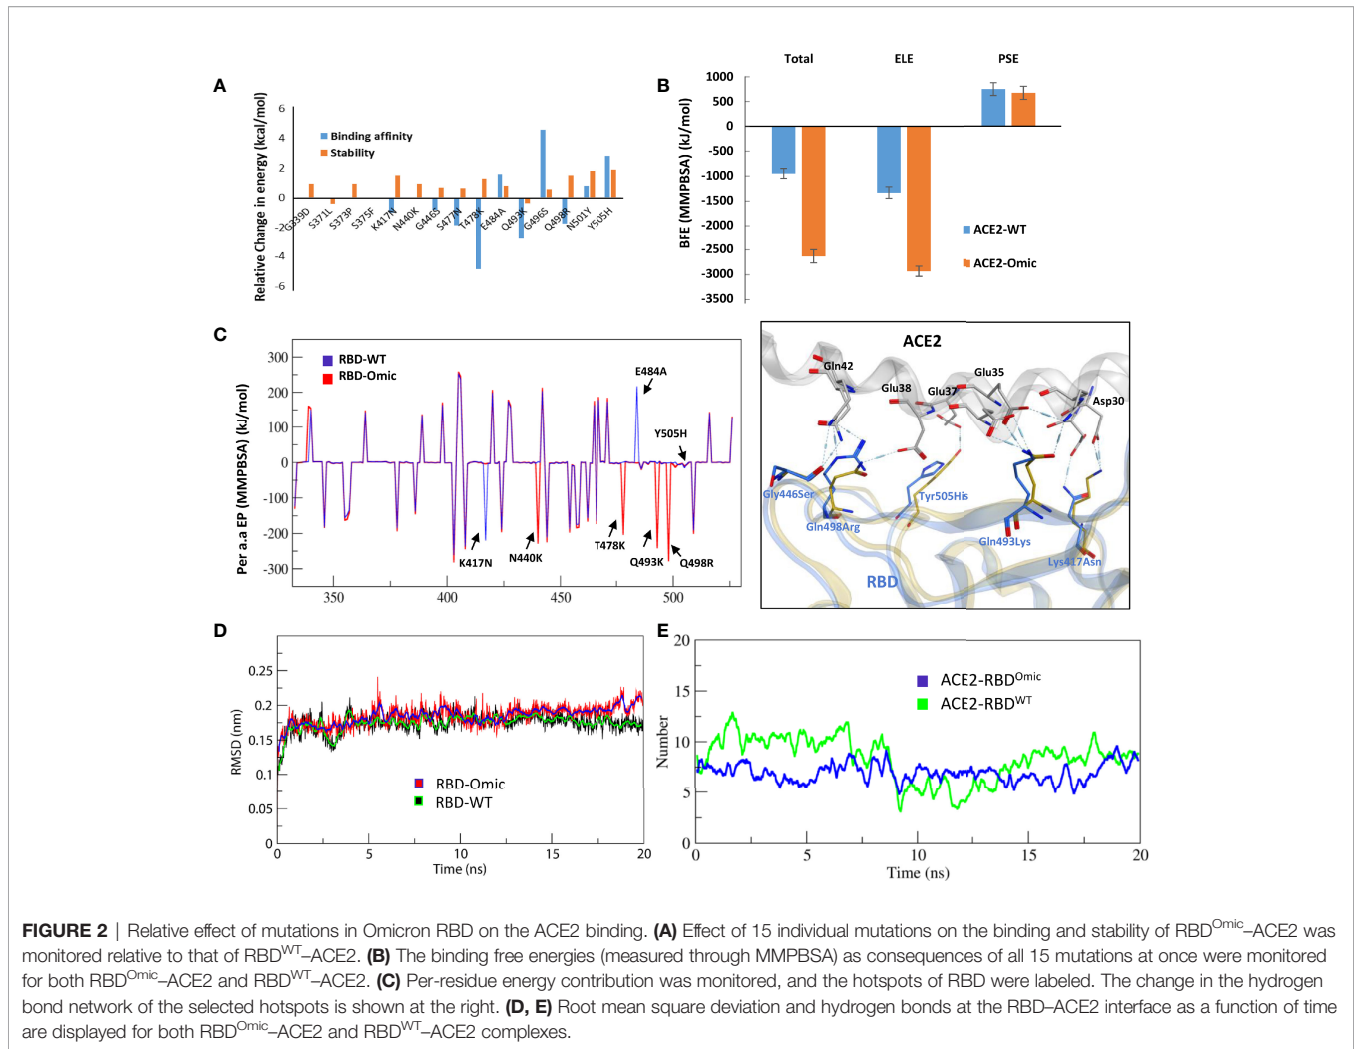 A
Relative Change in energy (kcal/mol)
6
4
2
0
-2
-4
-6
Binding affinity
Stability
G339D
S371L
S373P
S375F
K417N
N440K
G446S
S477N
T478K
E484A
Q493K
G496S
Q498R
N501Y
Y505H
B
Total
ELE
PSE
BFE (MMPBSA) (kJ/mol)
1000
500
0
-500
-1000
-1500
-2000
-2500
-3000
-3500
ACE2-WT
ACE2-Omic
C
Per a.a EP (MMPBSA) (kj/mol)
300
200
100
0
-100
-200
-300
RBD-WT
RBD-Omic
E484A
Y505H
K417N
N440K
T478K
Q493K
Q498R
350
400
450
500
ACE2
Gln42
Glu38
Glu37
Glu35
Asp30
Gly446Ser
Gln498Arg
Tyr505His
Gln493Lys
Lys417Asn
RBD
D
RMSD (nm)
0.25
0.2
0.15
0.1
0.05
0
RBD-Omic
RBD-WT
0
5
10
15
20
Time (ns)
E
Number
20
15
10
5
0
ACE2-RBDOmic
ACE2-RBDWT
0
5
10
15
20
Time (ns)
FIGURE 2 | Relative effect of mutations in Omicron RBD on the ACE2 binding. (A) Effect of 15 individual mutations on the binding and stability of RBDOmic–ACE2 was
monitored relative to that of RBDWT–ACE2. (B) The binding free energies (measured through MMPBSA) as consequences of all 15 mutations at once were monitored
for both RBDOmic–ACE2 and RBDWT–ACE2. (C) Per-residue energy contribution was monitored, and the hotspots of RBD were labeled. The change in the hydrogen
bond network of the selected hotspots is shown at the right. (D, E) Root mean square deviation and hydrogen bonds at the RBD–ACE2 interface as a function of time
are displayed for both RBDOmic–ACE2 and RBDWT–ACE2 complexes.